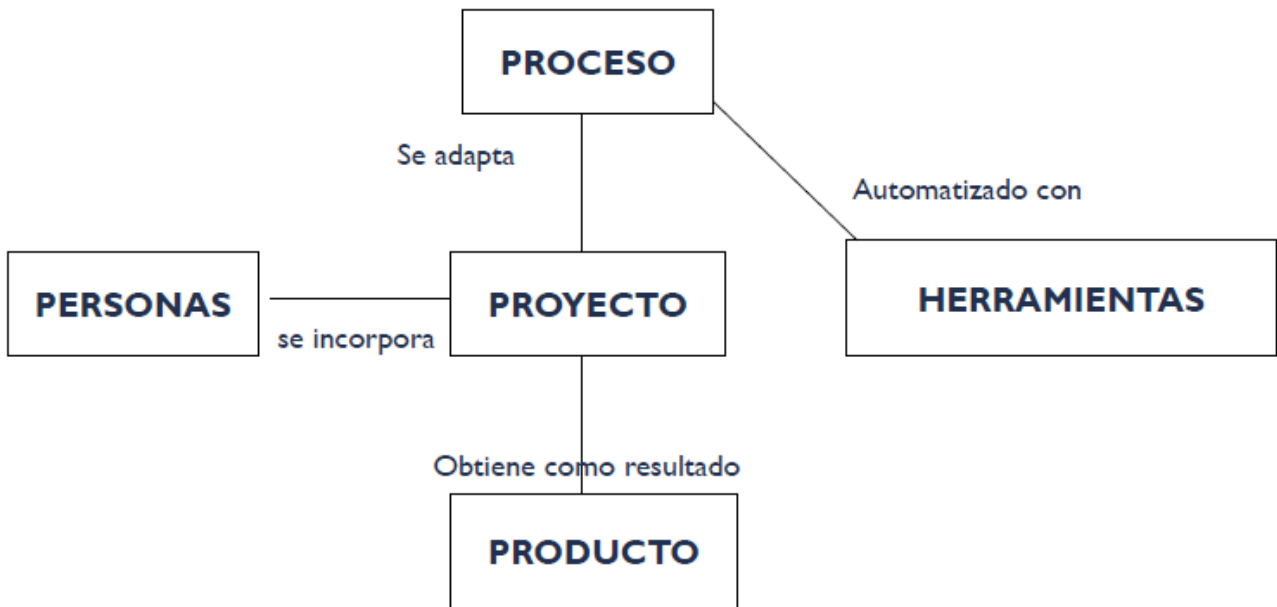 PROCESO
Se adapta
Automatizado con
PERSONAS
se incorpora
PROYECTO
HERRAMIENTAS
Obtiene como resultado
PRODUCTO